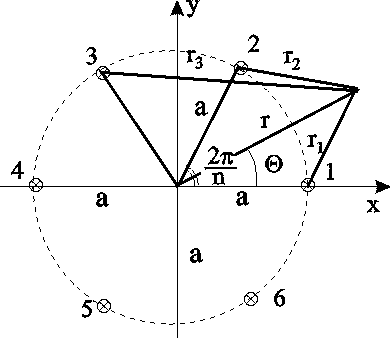 y
3 r₃ 2 r₂
a r
2π/n Θ r₁ 1
4 a a x
a
5 6